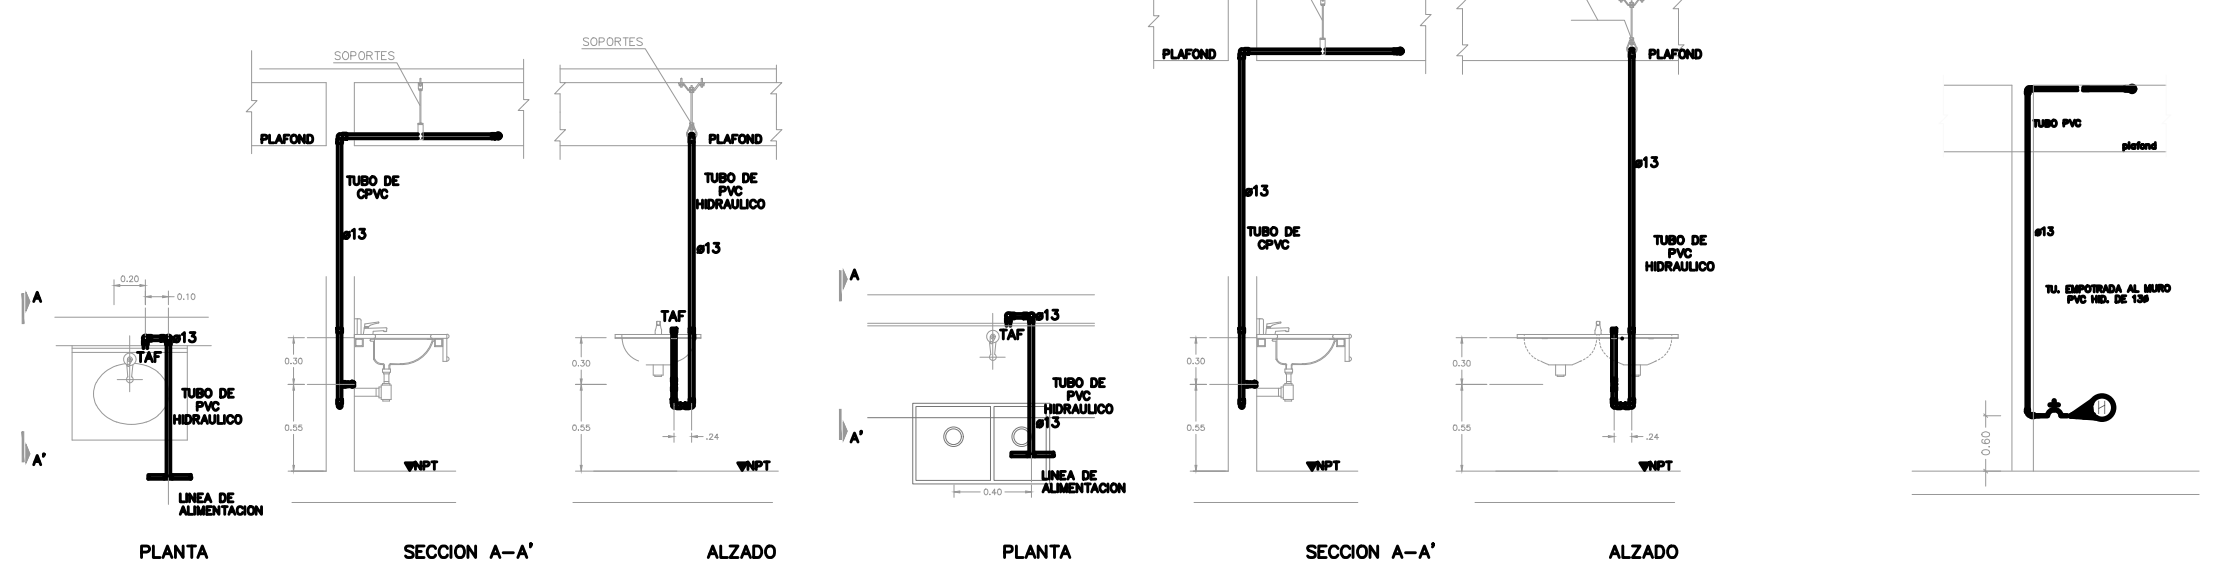 SOPORTES
PLAFOND
TUBO DE
CPVC
ø13
0.30
0.55
NPT
SECCION A-A'
A
A'
0.20
0.10
ø13
TAF
TUBO DE
PVC
HIDRAULICO
LINEA DE
ALIMENTACION
PLANTA
SOPORTES
PLAFOND
TUBO DE
PVC
HIDRAULICO
ø13
TAF
0.30
0.55
.24
NPT
ALZADO
A
A'
ø13
TAF
TUBO DE
PVC
HIDRAULICO
ø13
LINEA DE
ALIMENTACION
0.40
PLANTA
PLAFOND
ø13
TUBO DE
CPVC
0.30
0.55
NPT
SECCION A-A'
PLAFOND
ø13
TUBO DE
PVC
HIDRAULICO
0.30
0.55
.24
NPT
ALZADO
TUBO PVC
plafond
ø13
TU. EMPOTRADA AL MURO
PVC HID. DE 13ø
0.60